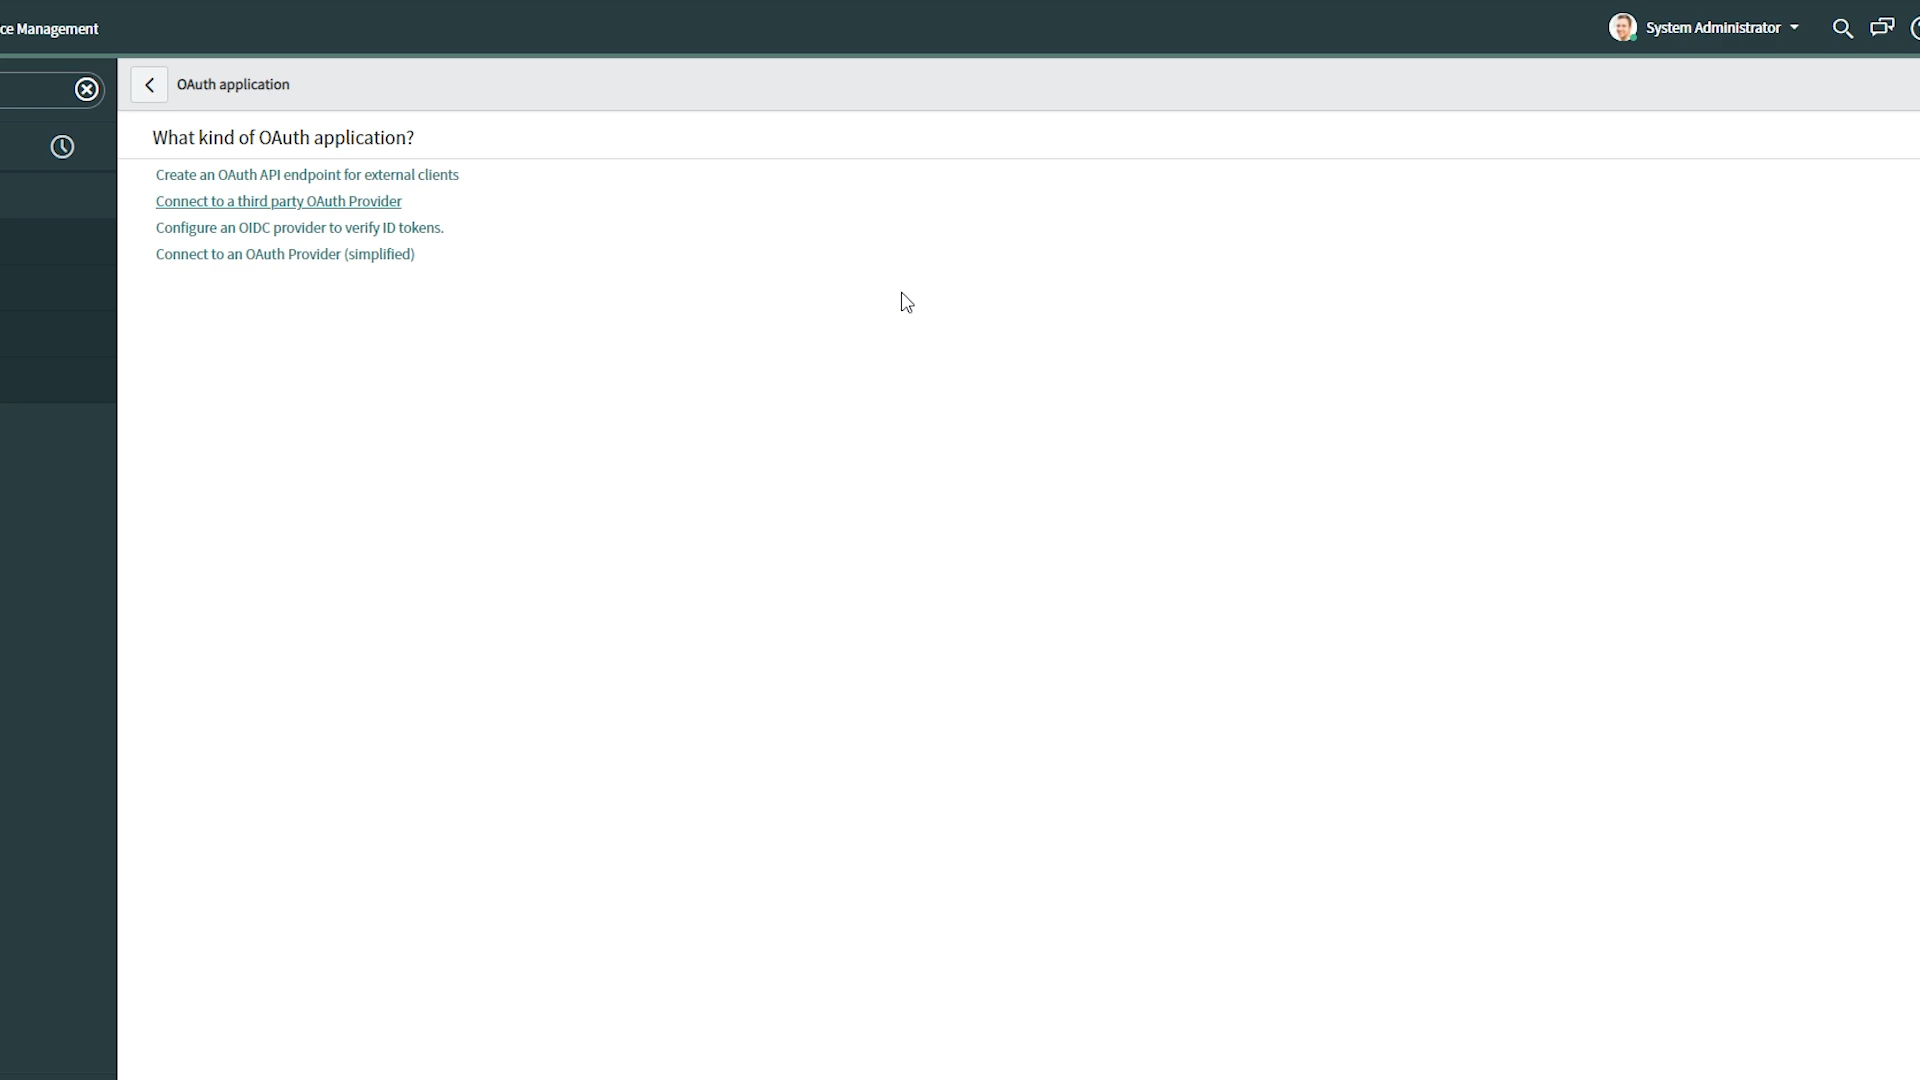 ce Management
System Administrator
OAuth application
What kind of OAuth application?
Create an OAuth API endpoint for external clients
Connect to a third party OAuth Provider
Configure an OIDC provider to verify ID tokens.
Connect to an OAuth Provider (simplified)